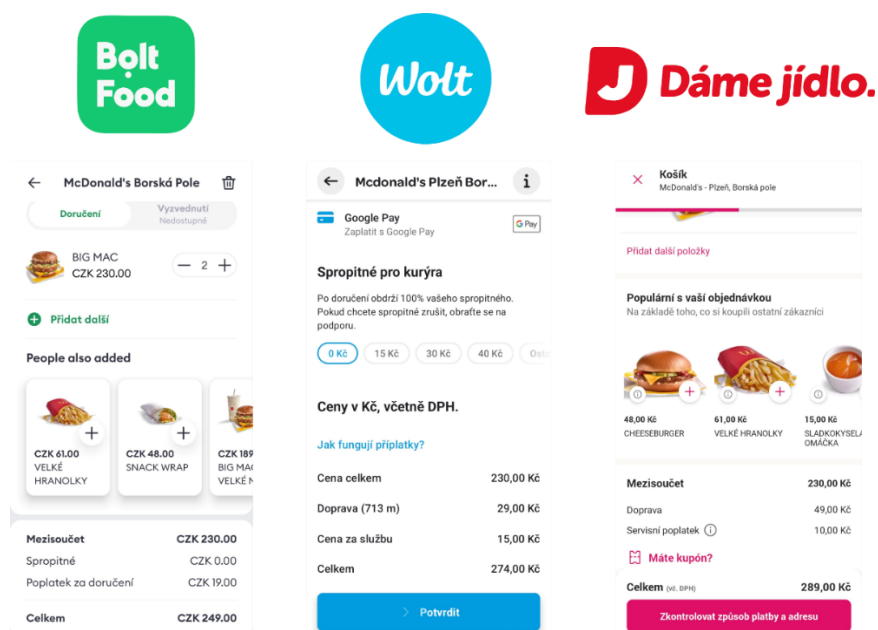 Bolt
Food
Wolt
Dáme jídlo.
McDonald's Borská Pole
Doručení
Vyzvednutí
Nedostupné
BIG MAC
CZK 230.00
2
Přidat další
People also added
CZK 61.00
VELKÉ
HRANOLKY
CZK 48.00
SNACK WRAP
CZK 189
BIG MA
VELKÉ
Mezisoučet CZK 230.00
Spropitné CZK 0.00
Poplatek za doručení CZK 19.00
Celkem CZK 249.00
Mcdonald's Plzeň Bor...
Google Pay
Zaplatit s Google Pay
G Pay
Spropitné pro kurýra
Po doručení obdrží 100% vašeho spropitného.
Pokud chcete spropitné zrušit, obraťte se na
podporu.
0 Kč 15 Kč 30 Kč 40 Kč
Ceny v Kč, včetně DPH.
Jak fungují příplatky?
Cena celkem 230,00 Kč
Doprava (713 m) 29,00 Kč
Cena za službu 15,00 Kč
Celkem 274,00 Kč
Potvrdit
Košík
McDonald's - Plzeň, Borská pole
Přidat další položky
Populární s vaší objednávkou
Na základě toho, co si koupili ostatní zákazníci
48,00 Kč
CHEESEBURGER
61,00 Kč
VELKÉ HRANOLKY
15,00 Kč
SLADKOKYSELA
OMÁČKA
Mezisoučet 230,00 Kč
Doprava 49,00 Kč
Servisní poplatek 10,00 Kč
Máte kupón?
Celkem (vč. DPH) 289,00 Kč
Zkontrolovat způsob platby a adresu